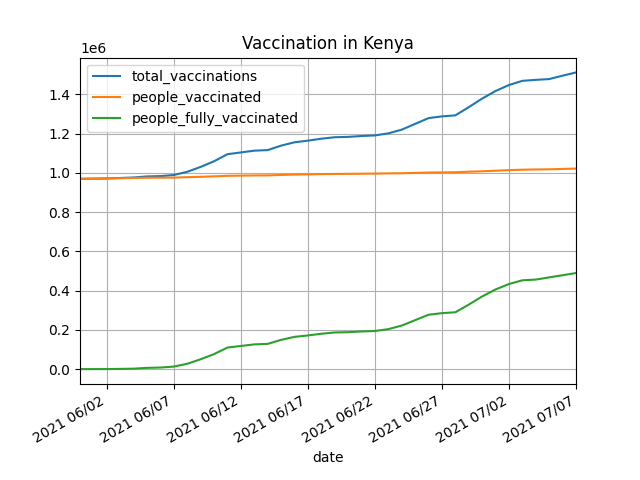 Vaccination in Kenya
1e6
total_vaccinations
people_vaccinated
people_fully_vaccinated
1.4
1.2
1.0
0.8
0.6
0.4
0.2
0.0
2021 06/02
2021 06/07
2021 06/12
2021 06/17
2021 06/22
2021 06/27
2021 07/02
2021 07/07
date